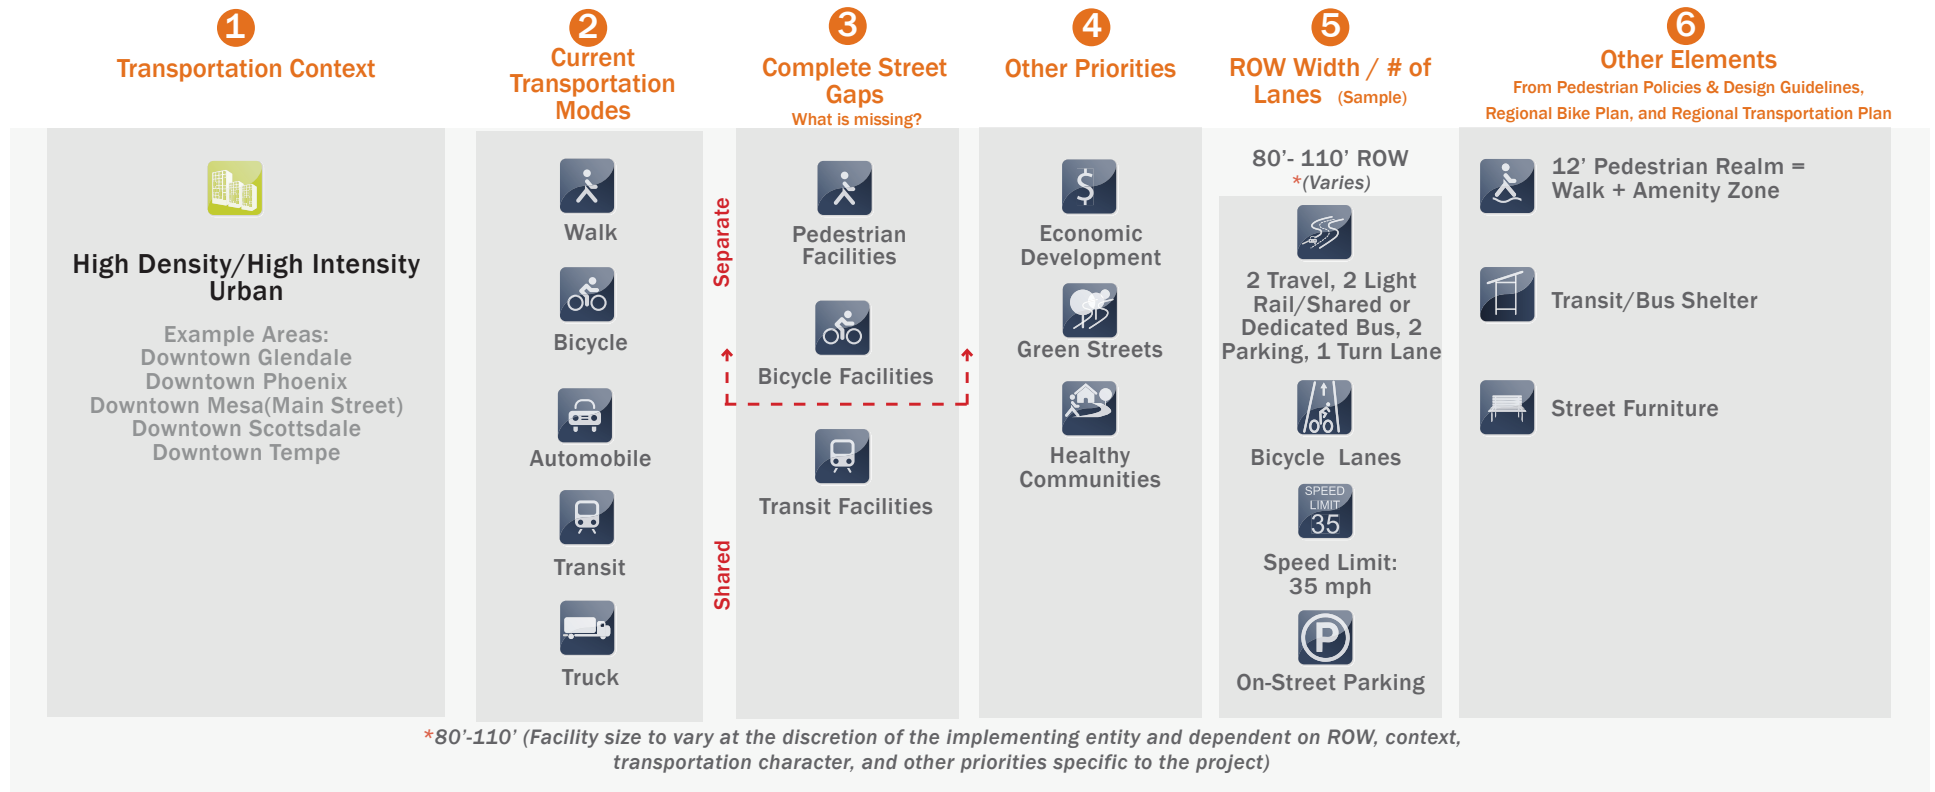 1
Transportation Context
High Density/High Intensity
Urban
Example Areas:
Downtown Glendale
Downtown Phoenix
Downtown Mesa(Main Street)
Downtown Scottsdale
Downtown Tempe
2
Current
Transportation
Modes
Walk
Bicycle
Automobile
Transit
Truck
Separate
Shared
3
Complete Street
Gaps
What is missing?
Pedestrian
Facilities
Bicycle Facilities
Transit Facilities
4
Other Priorities
$
Economic
Development
Green Streets
Healthy
Communities
5
ROW Width / # of
Lanes (Sample)
80’- 110’ ROW
*(Varies)
2 Travel, 2 Light
Rail/Shared or
Dedicated Bus, 2
Parking, 1 Turn Lane
Bicycle Lanes
SPEED
LIMIT
35
Speed Limit:
35 mph
P
On-Street Parking
6
Other Elements
From Pedestrian Policies & Design Guidelines,
Regional Bike Plan, and Regional Transportation Plan
12’ Pedestrian Realm =
Walk + Amenity Zone
Transit/Bus Shelter
Street Furniture
*80’-110’ (Facility size to vary at the discretion of the implementing entity and dependent on ROW, context,
transportation character, and other priorities specific to the project)